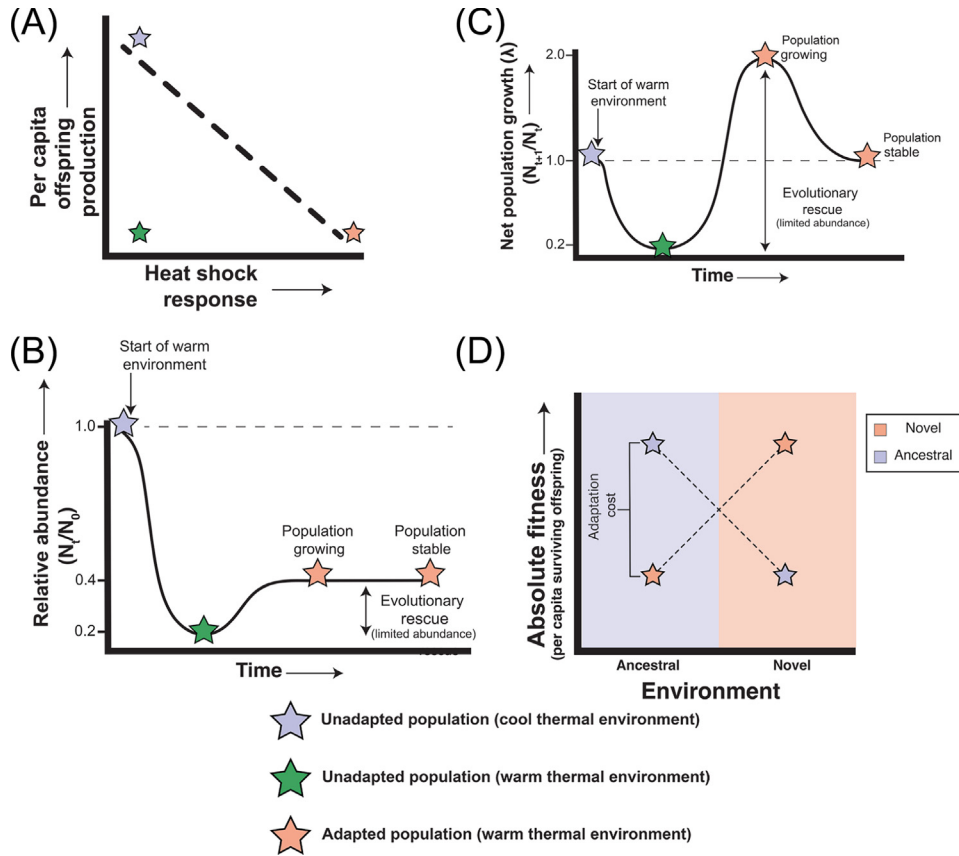 (A)
Per capita
offspring
production
Heat shock
response
(B)
Start of warm
environment
Relative abundance
(Nt/N0)
1.0
0.4
0.2
Population
growing
Population
stable
Evolutionary
rescue
(limited abundance)
Time
(C)
Net population growth (λ)
(Nt+1/Nt)
2.0
1.0
0.2
Start of warm
environment
Population
growing
Population
stable
Evolutionary
rescue
(limited abundance)
Time
(D)
Absolute fitness
(per capita surviving offspring)
Adaptation
cost
Ancestral
Novel
Environment
Novel
Ancestral
Unadapted population (cool thermal environment)
Unadapted population (warm thermal environment)
Adapted population (warm thermal environment)